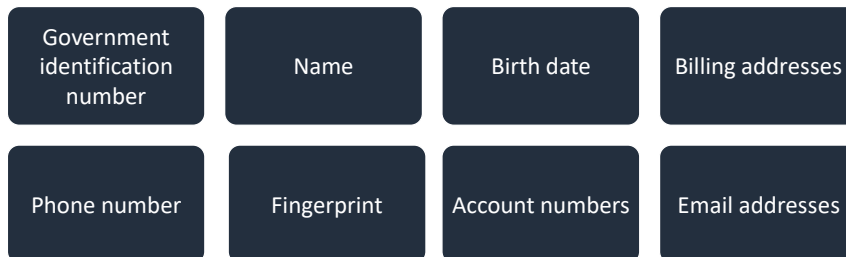 Government
identification
number
Name
Birth date
Billing addresses
Phone number
Fingerprint
Account numbers
Email addresses